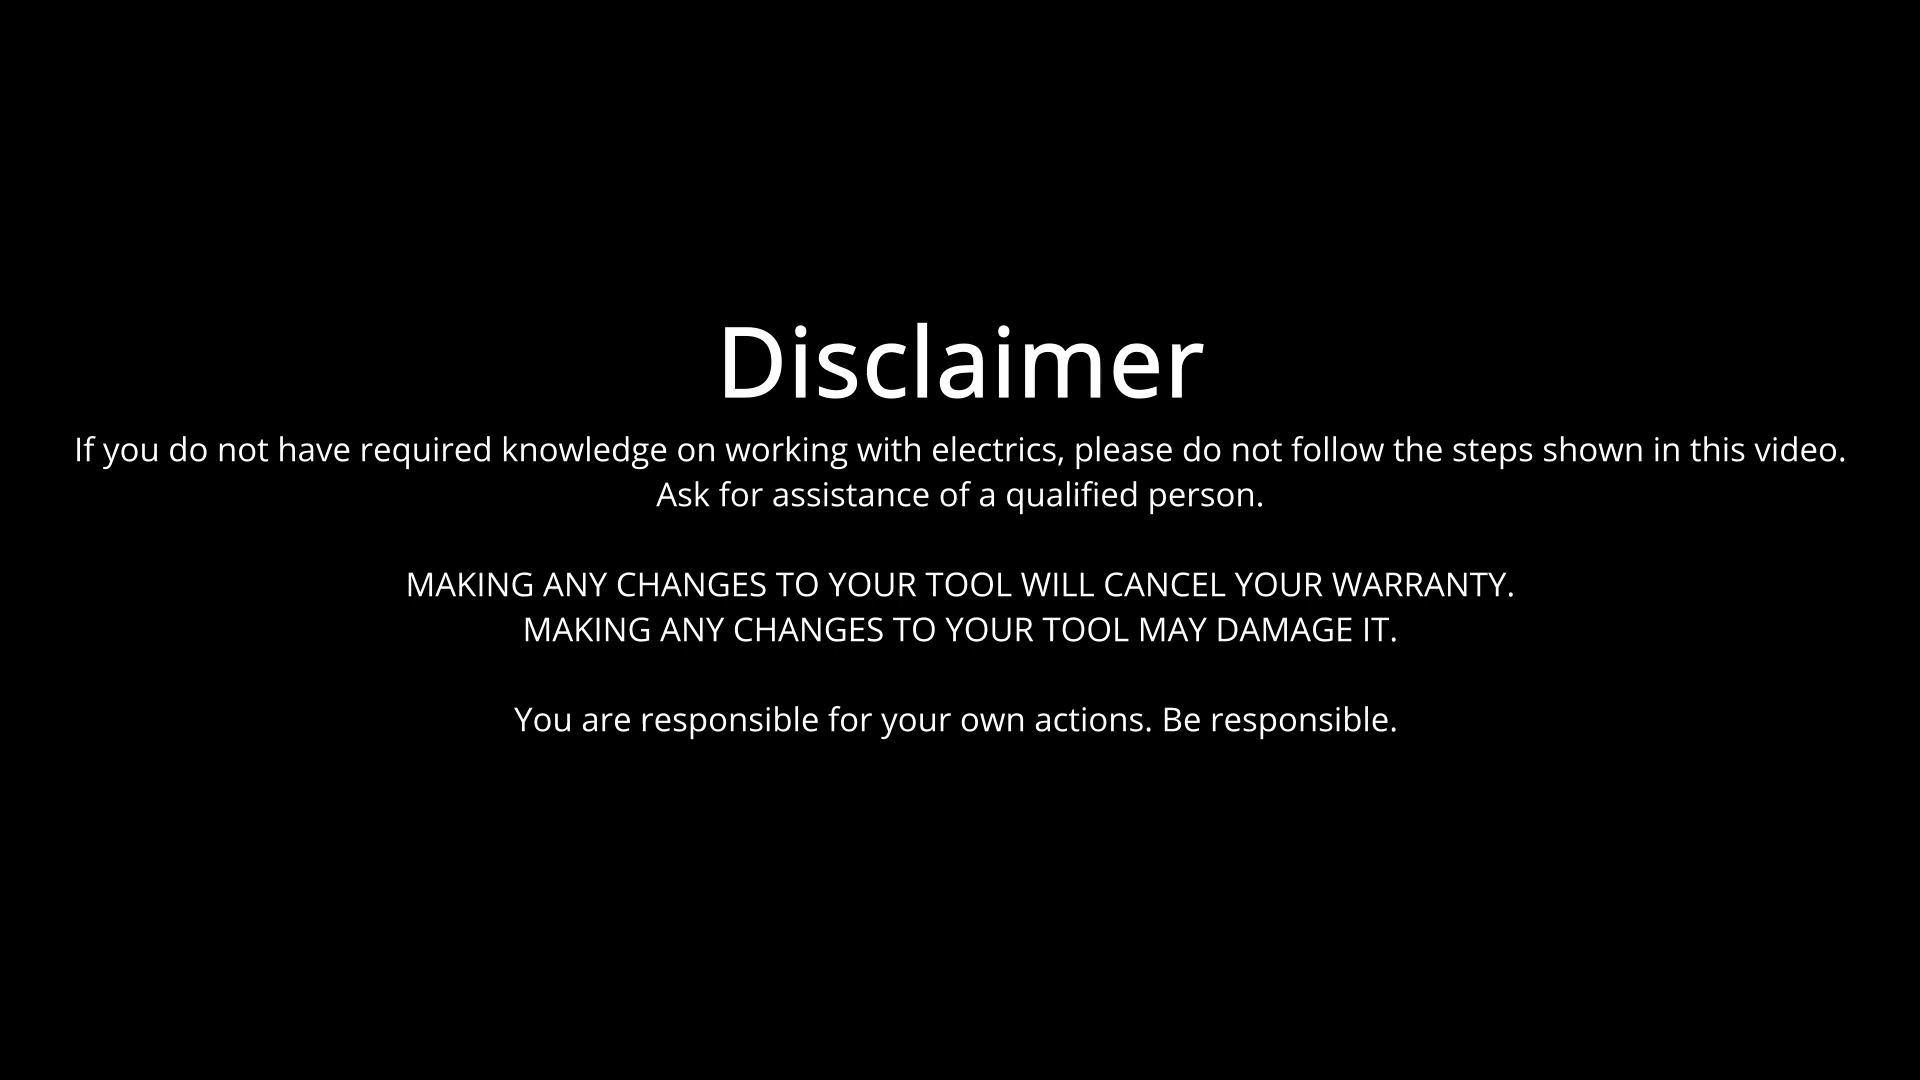 Disclaimer
If you do not have required knowledge on working with electrics, please do not follow the steps shown in this video.
Ask for assistance of a qualified person.
MAKING ANY CHANGES TO YOUR TOOL WILL CANCEL YOUR WARRANTY.
MAKING ANY CHANGES TO YOUR TOOL MAY DAMAGE IT.
You are responsible for your own actions. Be responsible.